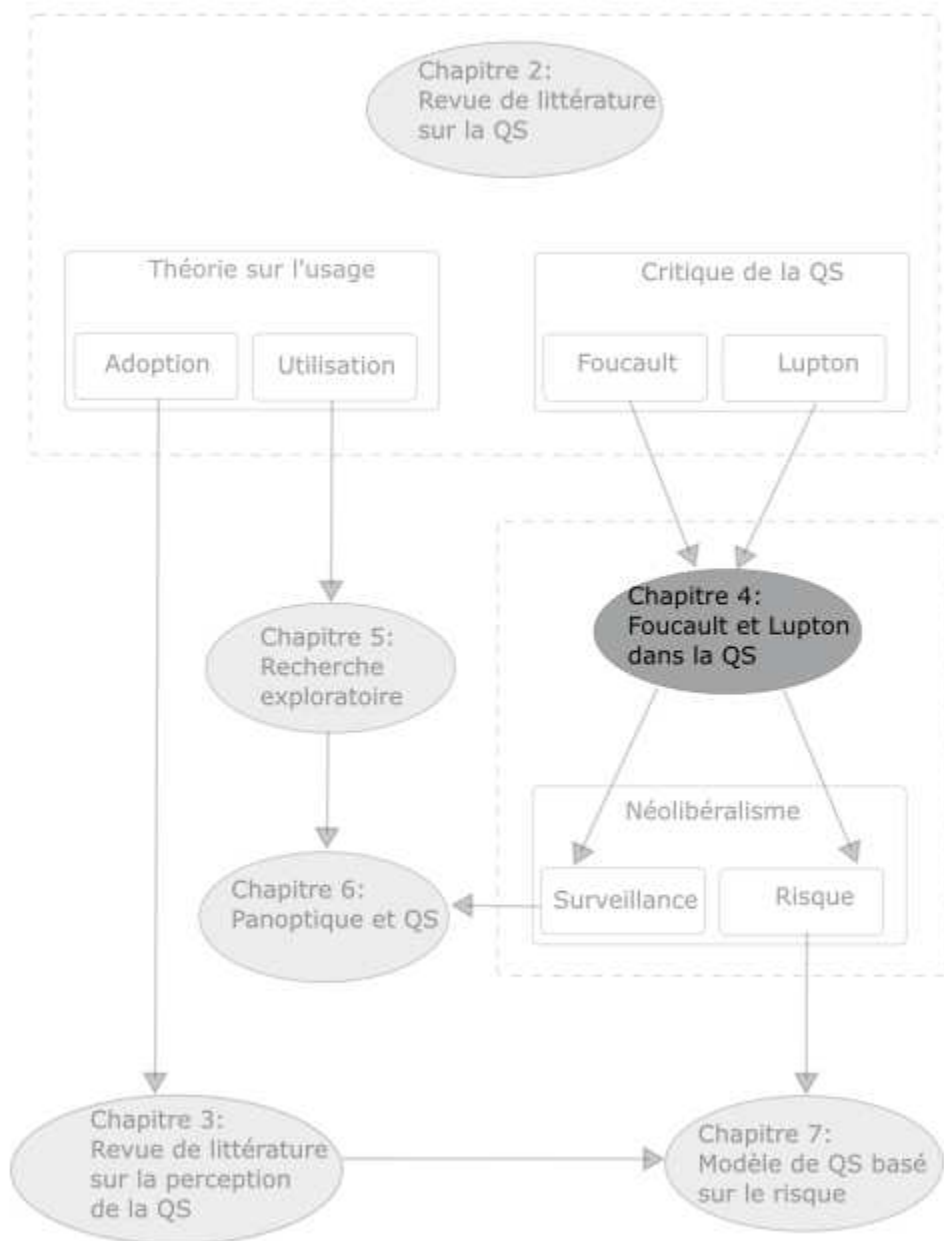 Chapitre 2:
Revue de littérature
sur la QS
Théorie sur l'usage
Adoption
Utilisation
Critique de la QS
Foucault
Lupton
Chapitre 4:
Foucault et Lupton
dans la QS
Chapitre 5:
Recherche
exploratoire
Néolibéralisme
Surveillance
Risque
Chapitre 6:
Panoptique et QS
Chapitre 3:
Revue de littérature
sur la perception
de la QS
Chapitre 7:
Modèle de QS basé
sur le risque